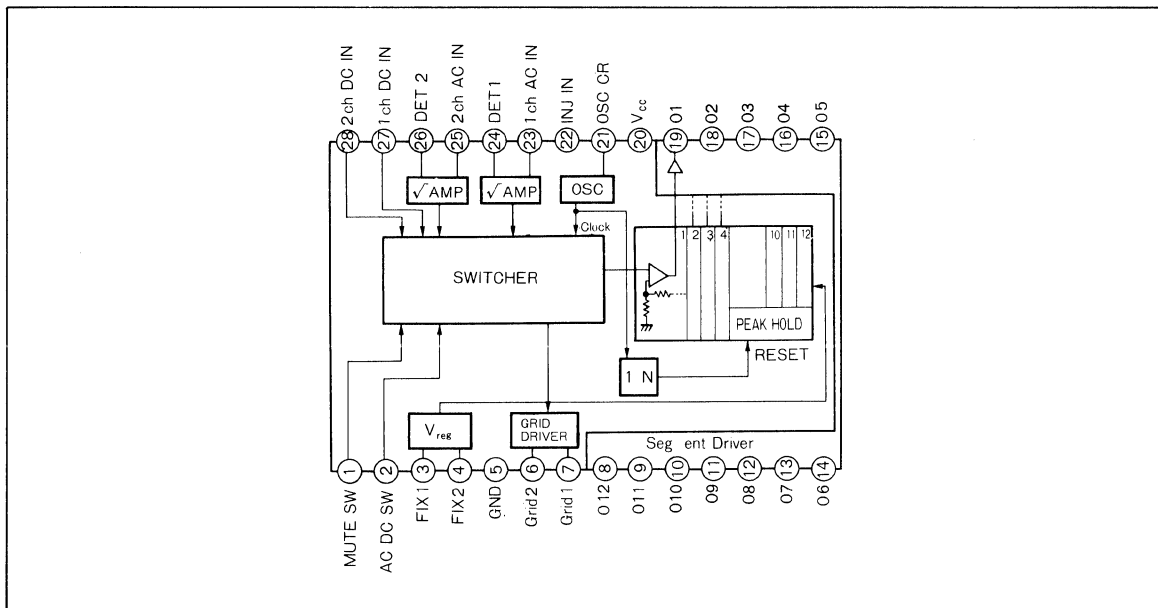 2ch DC IN
1ch DC IN
DET 2
2ch AC IN
DET 1
1ch AC IN
INJ IN
OSC CR
Vcc
O1
O2
O3
O4
O5
28
27
26
25
24
23
22
21
20
19
18
17
16
15
√AMP
√AMP
OSC
Clock
SWITCHER
1
2
3
4
10
11
12
PEAK HOLD
RESET
1 N
Vreg
GRID
DRIVER
Seg ent Driver
1
2
3
4
5
6
7
8
9
10
11
12
13
14
MUTE SW
AC DC SW
FIX1
FIX2
GND
Grid2
Grid1
O12
O11
O10
O9
O8
O7
O6